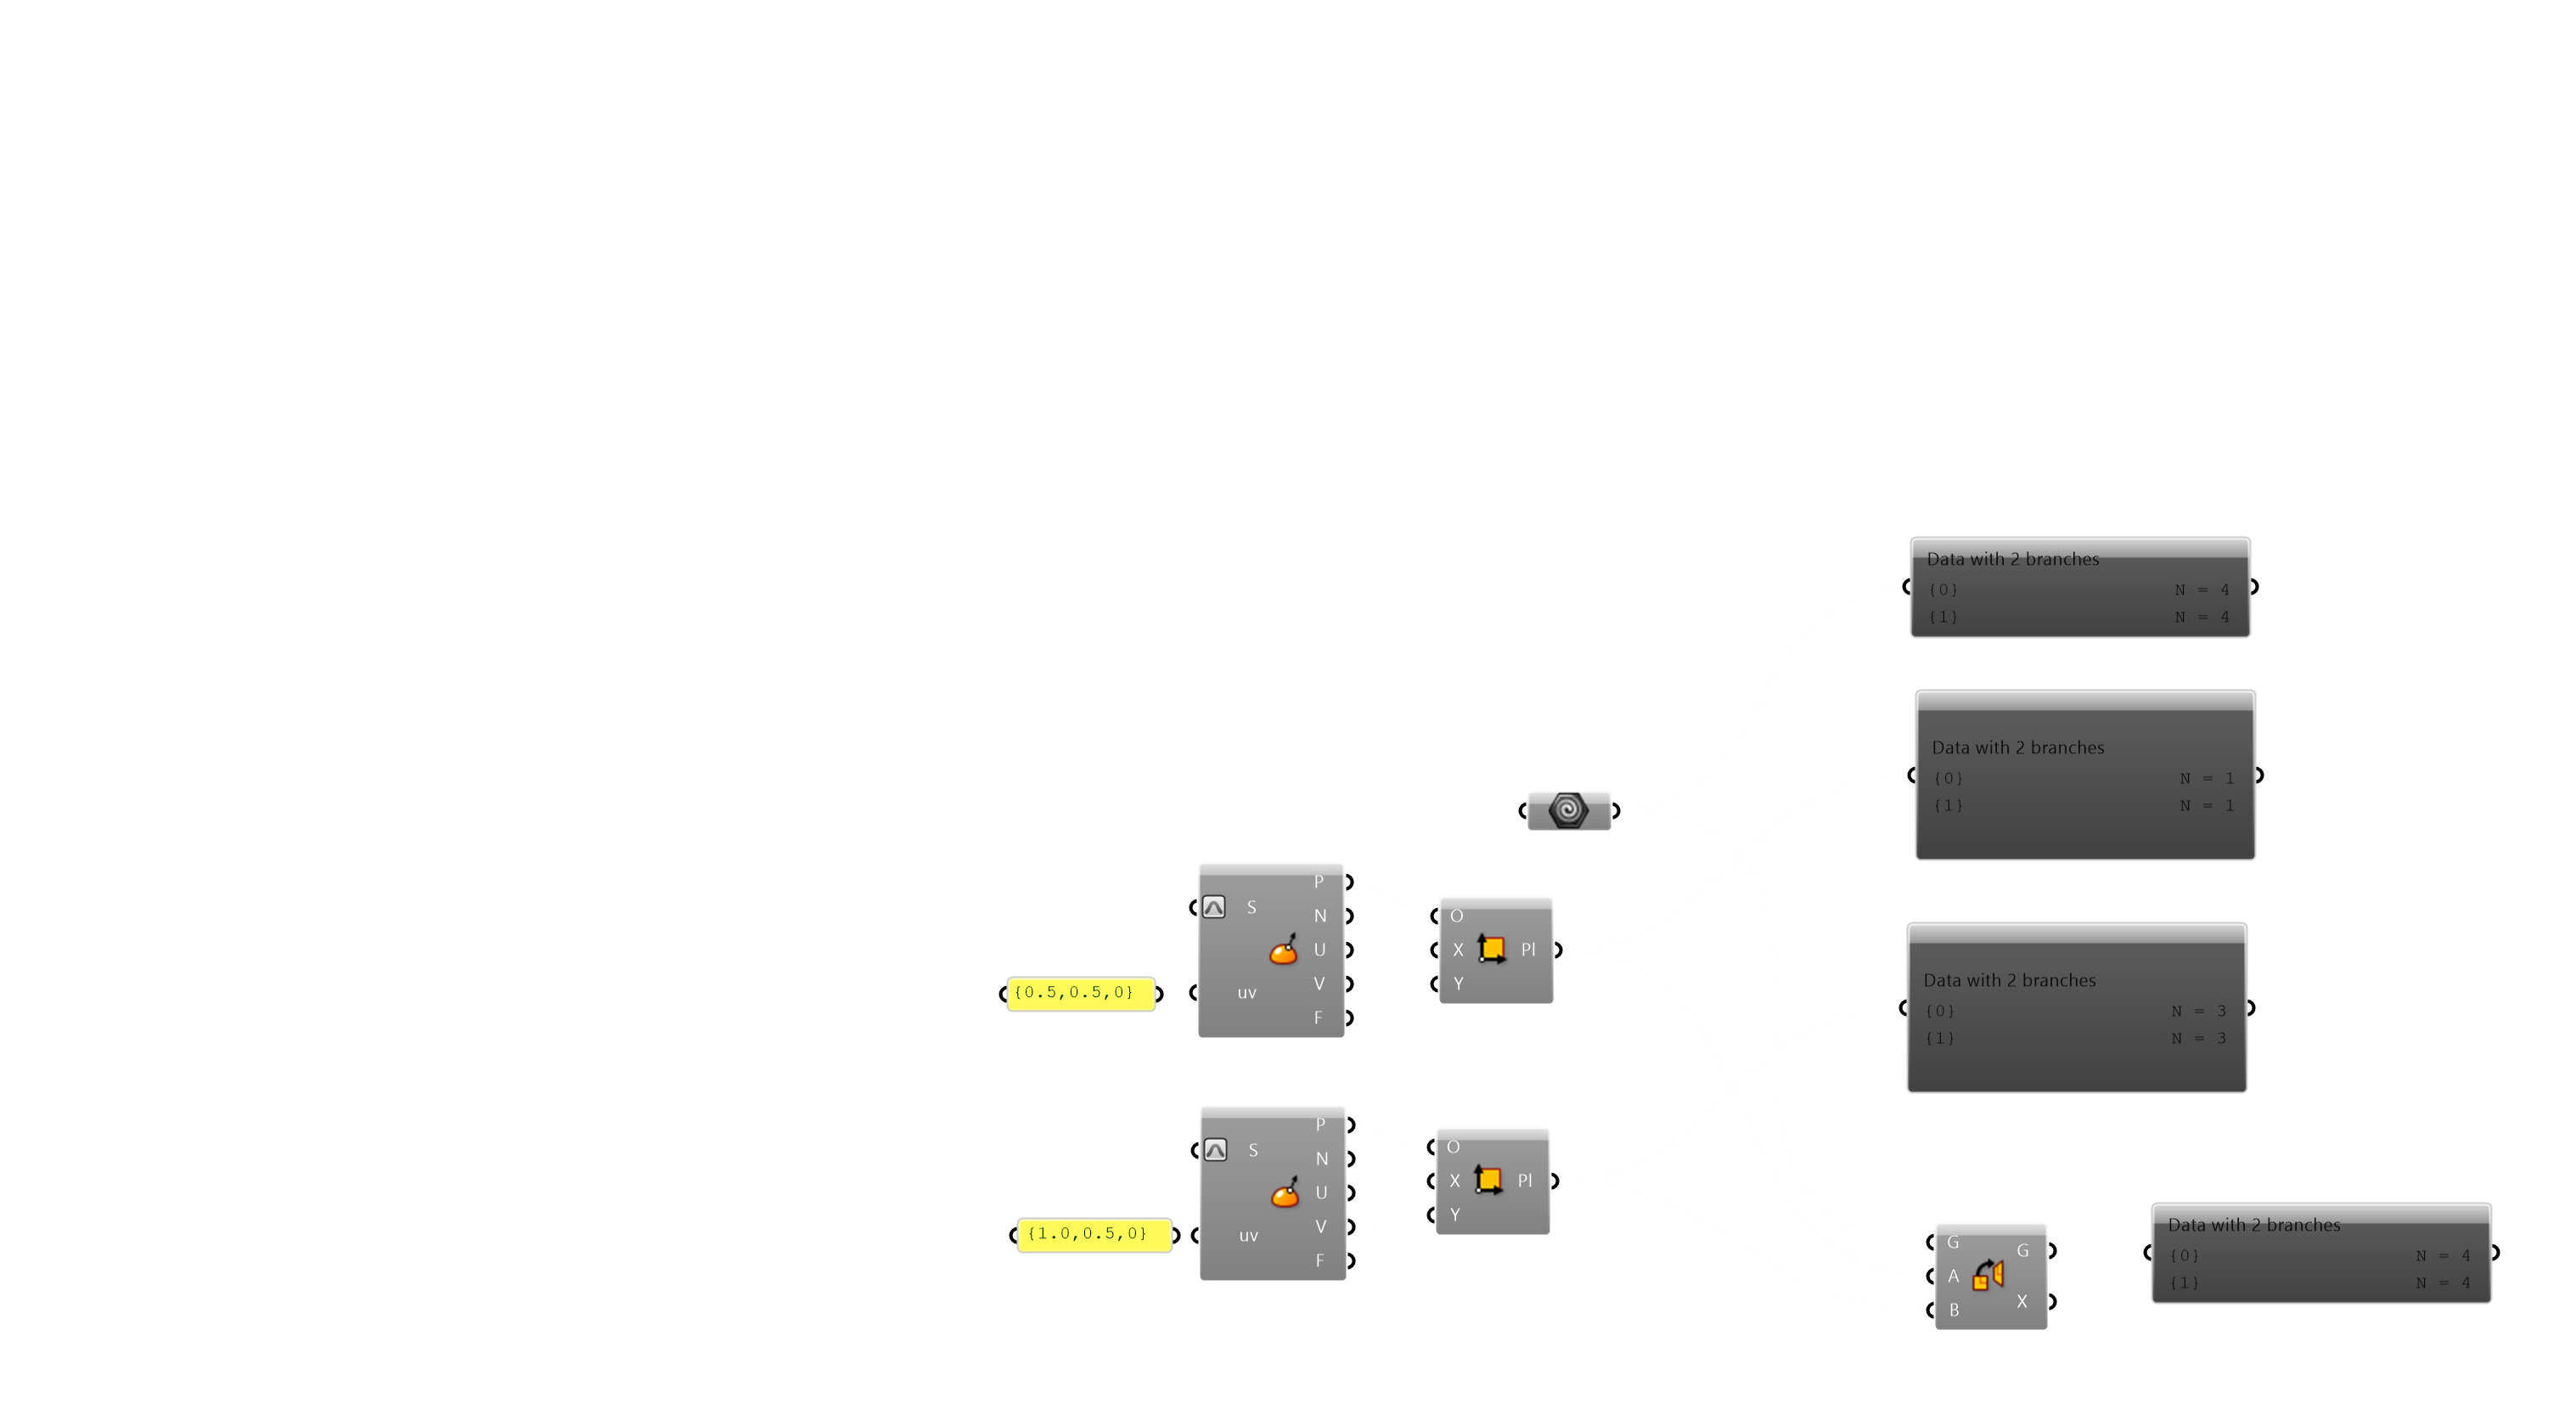 Data with 2 branches
{0} N = 4
{1} N = 4
Data with 2 branches
{0} N = 1
{1} N = 1
P
S
N
U
V
uv
F
{0.5,0.5,0}
O
X Pl
Y
Data with 2 branches
{0} N = 3
{1} N = 3
P
S
N
U
V
uv
F
{1.0,0.5,0}
O
X Pl
Y
G
G
A
X
B
Data with 2 branches
{0} N = 4
{1} N = 4